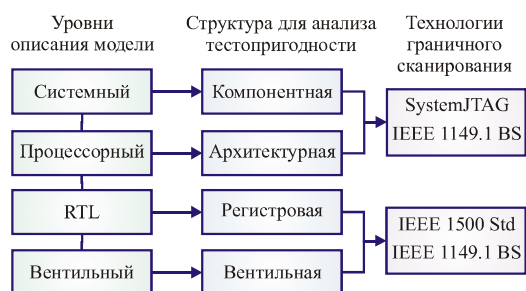 Уровни
описания модели
Структура для анализа
тестопригодности
Технологии
граничного
сканирования
Системный
Компонентная
SystemJTAG
IEEE 1149.1 BS
Процессорный
Архитектурная
RTL
Регистровая
IEEE 1500 Std
IEEE 1149.1 BS
Вентильный
Вентильная